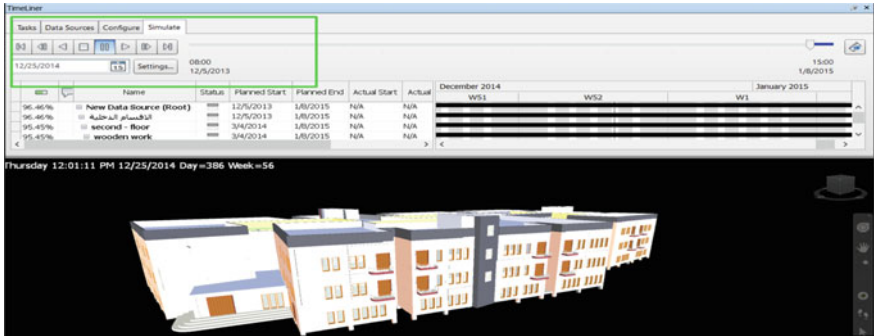 TimeLiner
Tasks Data Sources Configure Simulate
12/25/2014 15 Settings... 08:00 12/5/2013 15:00 1/8/2015
Name Status Planned Start Planned End Actual Start Actual December 2014 January 2015
W51 W52 W1
96.46% New Data Source (Root) 12/5/2013 1/8/2015 N/A N/A
96.46% الاقسام الدخلية 12/5/2013 1/8/2015 N/A N/A
95.45% second - floor 3/4/2014 1/8/2015 N/A N/A
95.45% wooden work 3/4/2014 1/8/2015 N/A N/A
Thursday 12:01:11 PM 12/25/2014 Day=386 Week=56